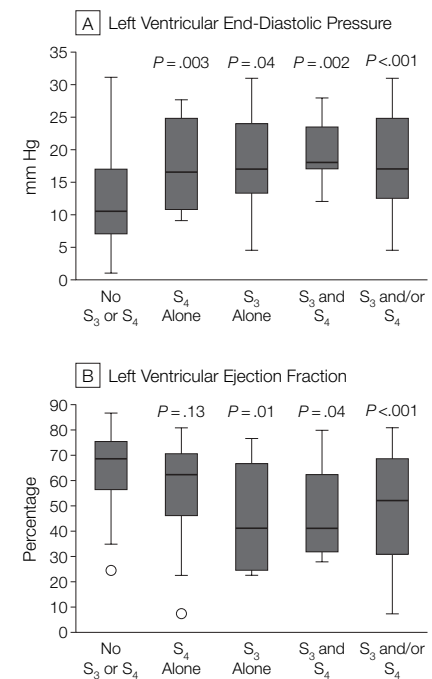 A Left Ventricular End-Diastolic Pressure
35
30
25
20
15
10
5
0
mm Hg
P=.003 P=.04 P=.002 P<.001
No S4 S3 S3 and S3 and/or
S3 or S4 Alone Alone S4 S4
B Left Ventricular Ejection Fraction
90
80
70
60
50
40
30
20
10
0
Percentage
P=.13 P=.01 P=.04 P<.001
No S4 S3 S3 and S3 and/or
S3 or S4 Alone Alone S4 S4